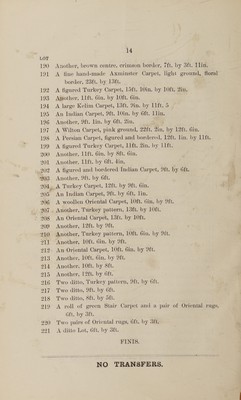 14
LOT
190 Another, brown centre, crimson border, 7ft, by 3ft. 11in.
191 A fine hand-made Axminster Carpet, light ground, floral
border, 23ft. by 13ft.
192 A figured Turkey Carpet, 15ft. 10in. by 10ft. 2in.
193 Another, 11ft. 6in. by 10ft. 6in.
194 A large Kelim Carpet, 13ft. 9in. by 11ft. 5
195 An Indian Carpet, 9ft. 10in. by 6ft. 11in.
196 Another, 9ft. 1in. by 6ft. 2in.
197 A Wilton Carpet, pink ground, 22ft. 2in. by 12ft. 6in.
198 A Persian Carpet, figured and bordered, 12ft. 1in. by 11ft.
199 A figured Turkey Carpet, 11ft. 2in. by 11ft.
200 Another, 11ft. 6in. by 8ft. 6in.
201 Another, 11ft. by 6ft. 4in.
202 A figured and bordered Indian Carpet, 9ft. by 6ft.
203 Another, 9ft. by 6ft.
204 A Turkey Carpet, 12ft. by 9ft. 6in.
205 An Indian Carpet, 9ft. by 6ft. 1in.
206 A woollen Oriental Carpet, 10ft. 6in. by 9ft.
207 Another, Turkey pattern, 13ft. by 10ft.
208 An Oriental Carpet, 13ft. by 10ft.
209 Another, 12ft. by 9ft.
210 Another, Turkey pattern, 10ft. 6in. by 9ft.
211 Another, 10ft. 6in. by 9ft.
212 An Oriental Carpet, 10ft. 6in. by 9ft.
213 Another, 10ft. 6in. by 9ft.
214 Another, 10ft. by 8ft.
215 Another, 12ft. by 6ft.
216 Two ditto, Turkey pattern, 9ft. by 6ft.
217 Two ditto, 9ft. by 6ft.
218 Two ditto, 8ft. by 5ft.
219 A roll of green Stair Carpet and a pair of Oriental rugs,
6ft. by 3ft.
220 Two pairs of Oriental rugs, 6ft. by 3ft.
221 A ditto Lot, 6ft. by 3ft.
FINIS.
NO TRANSFERS.